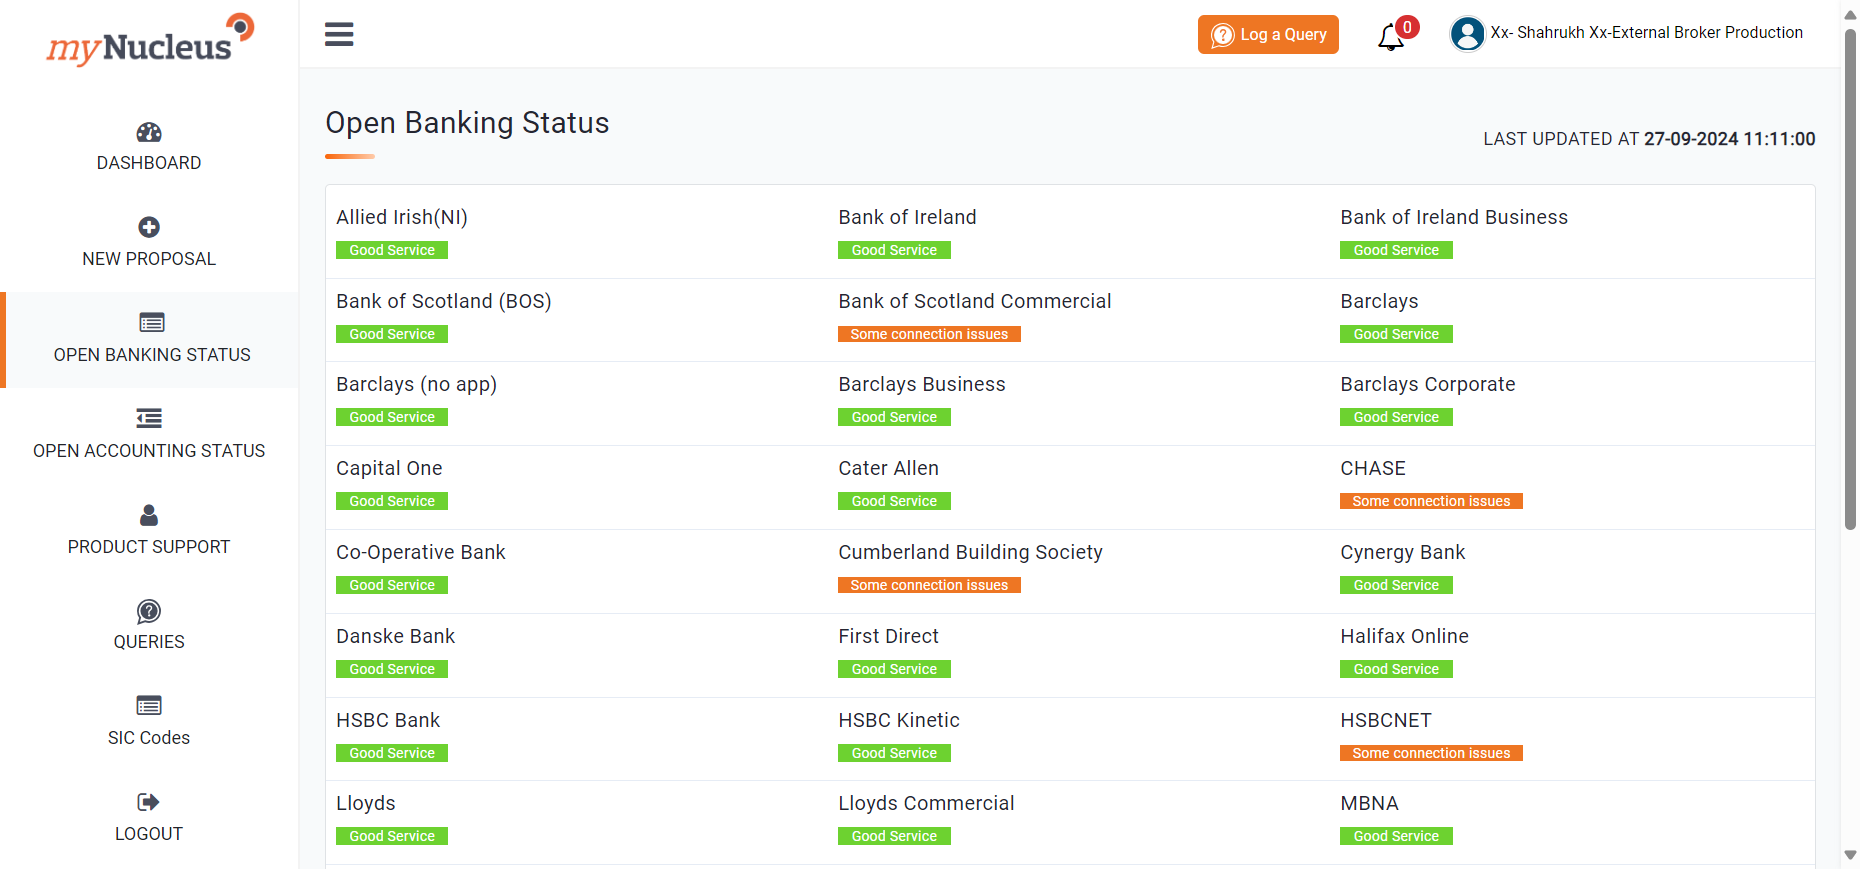 myNucleus
Log a Query
0
Xx- Shahrukh Xx-External Broker Production
DASHBOARD
NEW PROPOSAL
OPEN BANKING STATUS
OPEN ACCOUNTING STATUS
PRODUCT SUPPORT
QUERIES
SIC Codes
LOGOUT
Open Banking Status
LAST UPDATED AT 27-09-2024 11:11:00
Allied Irish(NI)
Good Service
Bank of Ireland
Good Service
Bank of Ireland Business
Good Service
Bank of Scotland (BOS)
Good Service
Bank of Scotland Commercial
Some connection issues
Barclays
Good Service
Barclays (no app)
Good Service
Barclays Business
Good Service
Barclays Corporate
Good Service
Capital One
Good Service
Cater Allen
Good Service
CHASE
Some connection issues
Co-Operative Bank
Good Service
Cumberland Building Society
Some connection issues
Cynergy Bank
Good Service
Danske Bank
Good Service
First Direct
Good Service
Halifax Online
Good Service
HSBC Bank
Good Service
HSBC Kinetic
Good Service
HSBCNET
Some connection issues
Lloyds
Good Service
Lloyds Commercial
Good Service
MBNA
Good Service